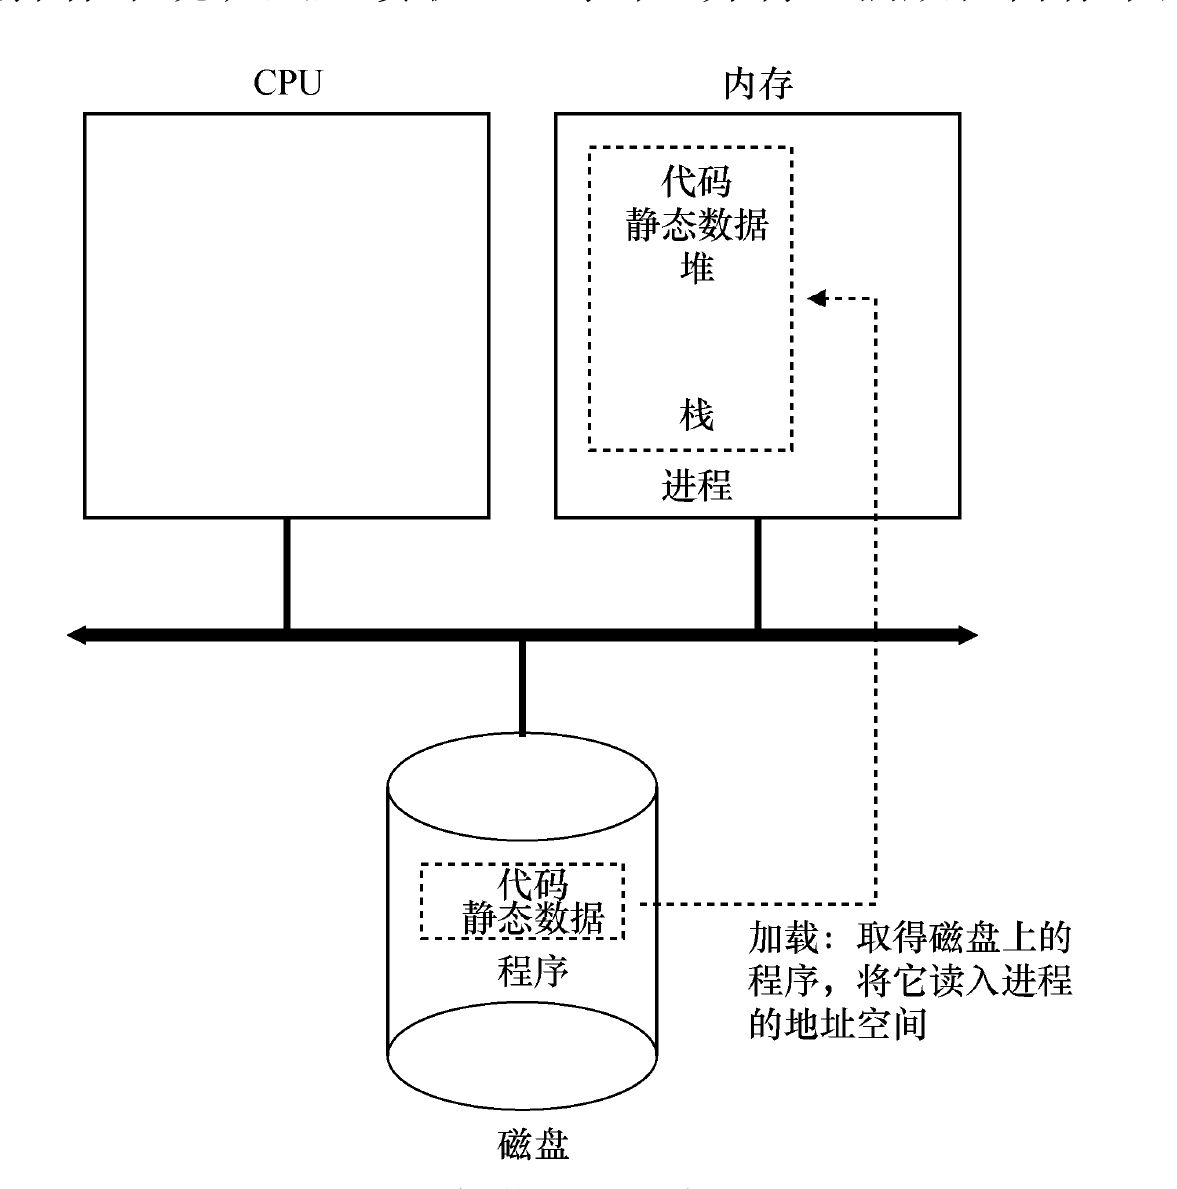 CPU
内存
代码
静态数据
堆
栈
进程
代码
静态数据
程序
加载：取得磁盘上的
程序，将它读入进程
的地址空间
磁盘